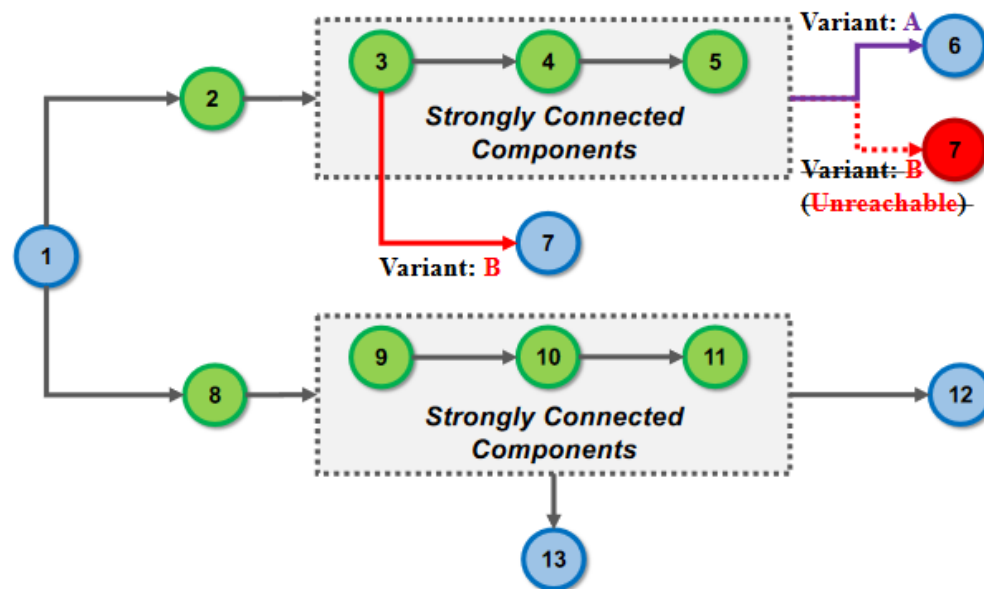 Variant: A
6
3
4
5
2
Strongly Connected
Components
7
Variant: B
(Unreachable)
1
7
Variant: B
9
10
11
8
12
Strongly Connected
Components
13